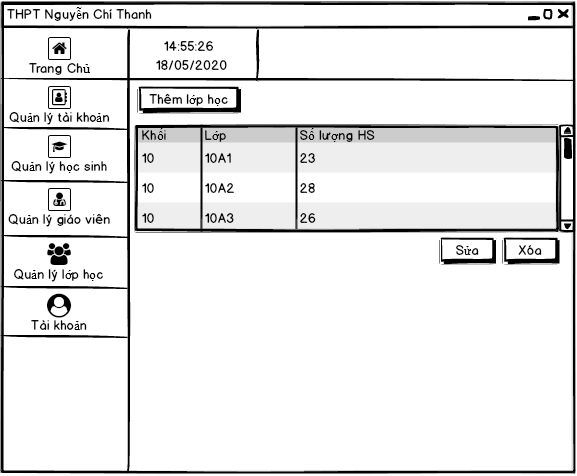 THPT Nguyễn Chí Thanh
Trang Chủ
14:55:26
18/05/2020
Quản lý tài khoản
Quản lý học sinh
Quản lý giáo viên
Quản lý lớp học
Tài khoản
Thêm lớp học
Khối Lớp Số lượng HS
10 10A1 23
10 10A2 28
10 10A3 26
Sửa Xóa